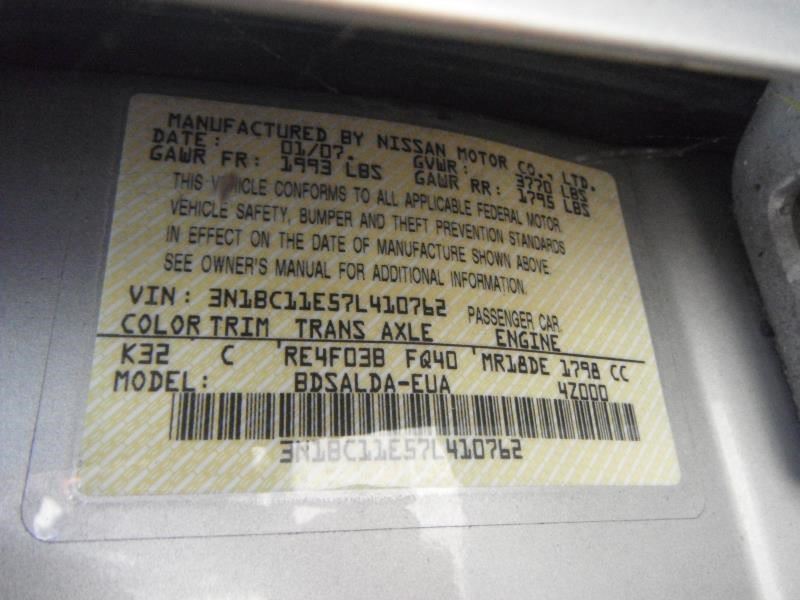 MANUFACTURED BY NISSAN MOTOR CO., LTD.
DATE: 01/07. GVWR: 3770 LBS
GAWR FR: 1993 LBS GAWR RR: 1795 LBS
THIS VEHICLE CONFORMS TO ALL APPLICABLE FEDERAL MOTOR
VEHICLE SAFETY, BUMPER AND THEFT PREVENTION STANDARDS
IN EFFECT ON THE DATE OF MANUFACTURE SHOWN ABOVE.
SEE OWNER'S MANUAL FOR ADDITIONAL INFORMATION.
VIN: 3N1BC11E57L410762 PASSENGER CAR
COLOR TRIM TRANS AXLE ENGINE
K32 C RE4F03B FQ40 MR18DE 1798 CC
MODEL: BDSALDA-EUA 4Z000
3N1BC11E57L410762